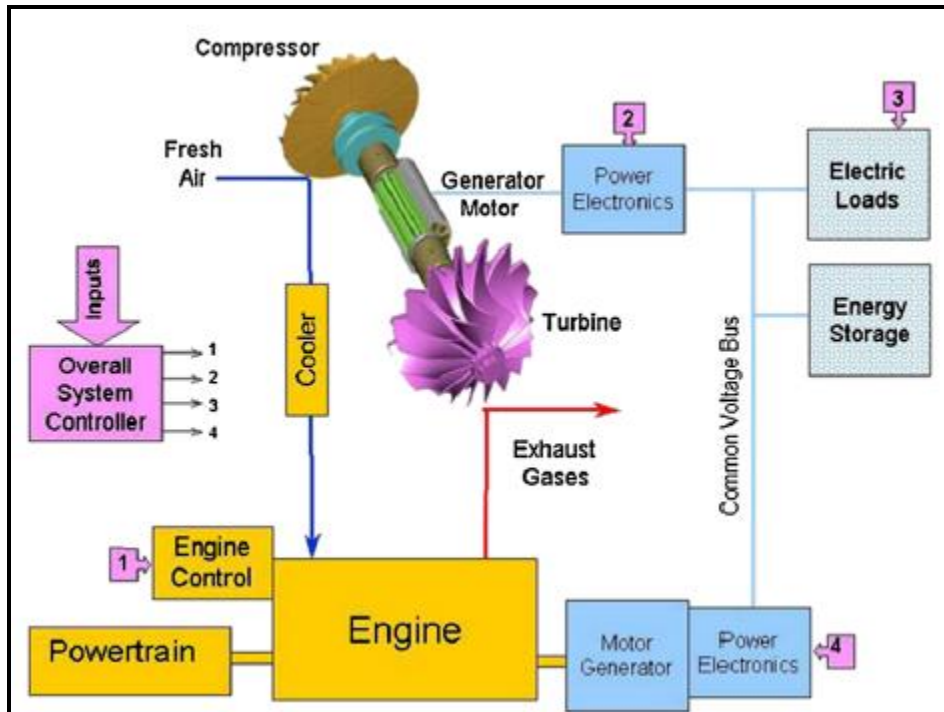 Compressor
Fresh
Air
Generator
Motor
2
Power
Electronics
3
Electric
Loads
Inputs
Overall
System
Controller
1
2
3
4
Cooler
Turbine
Energy
Storage
Common Voltage Bus
Exhaust
Gases
1
Engine
Control
Powertrain
Engine
Motor
Generator
Power
Electronics
4